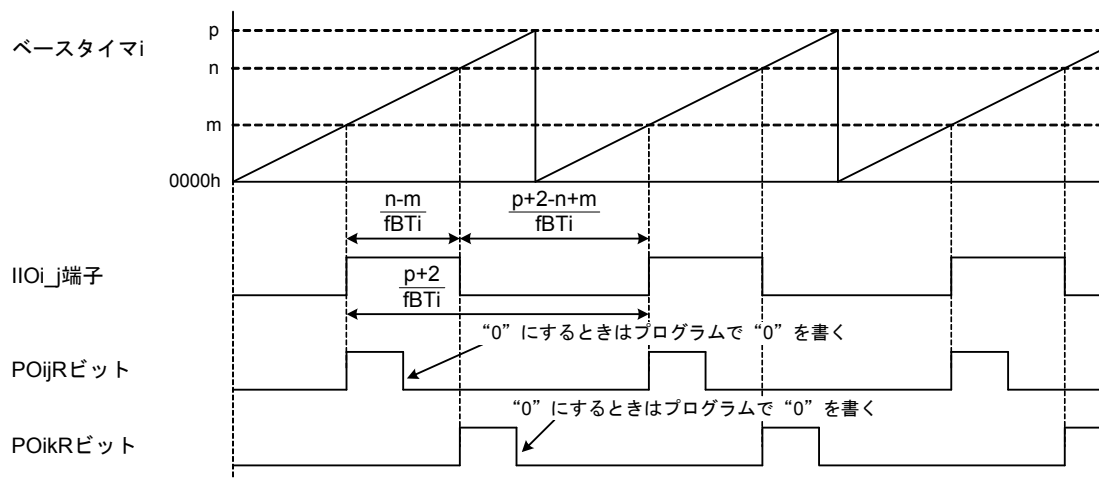 p
ベースタイマi
n
m
0000h
n-m
fBTi
p+2-n+m
fBTi
IIOi_j端子
p+2
fBTi
“0”にするときはプログラムで“0”を書く
POijRビット
“0”にするときはプログラムで“0”を書く
POikRビット